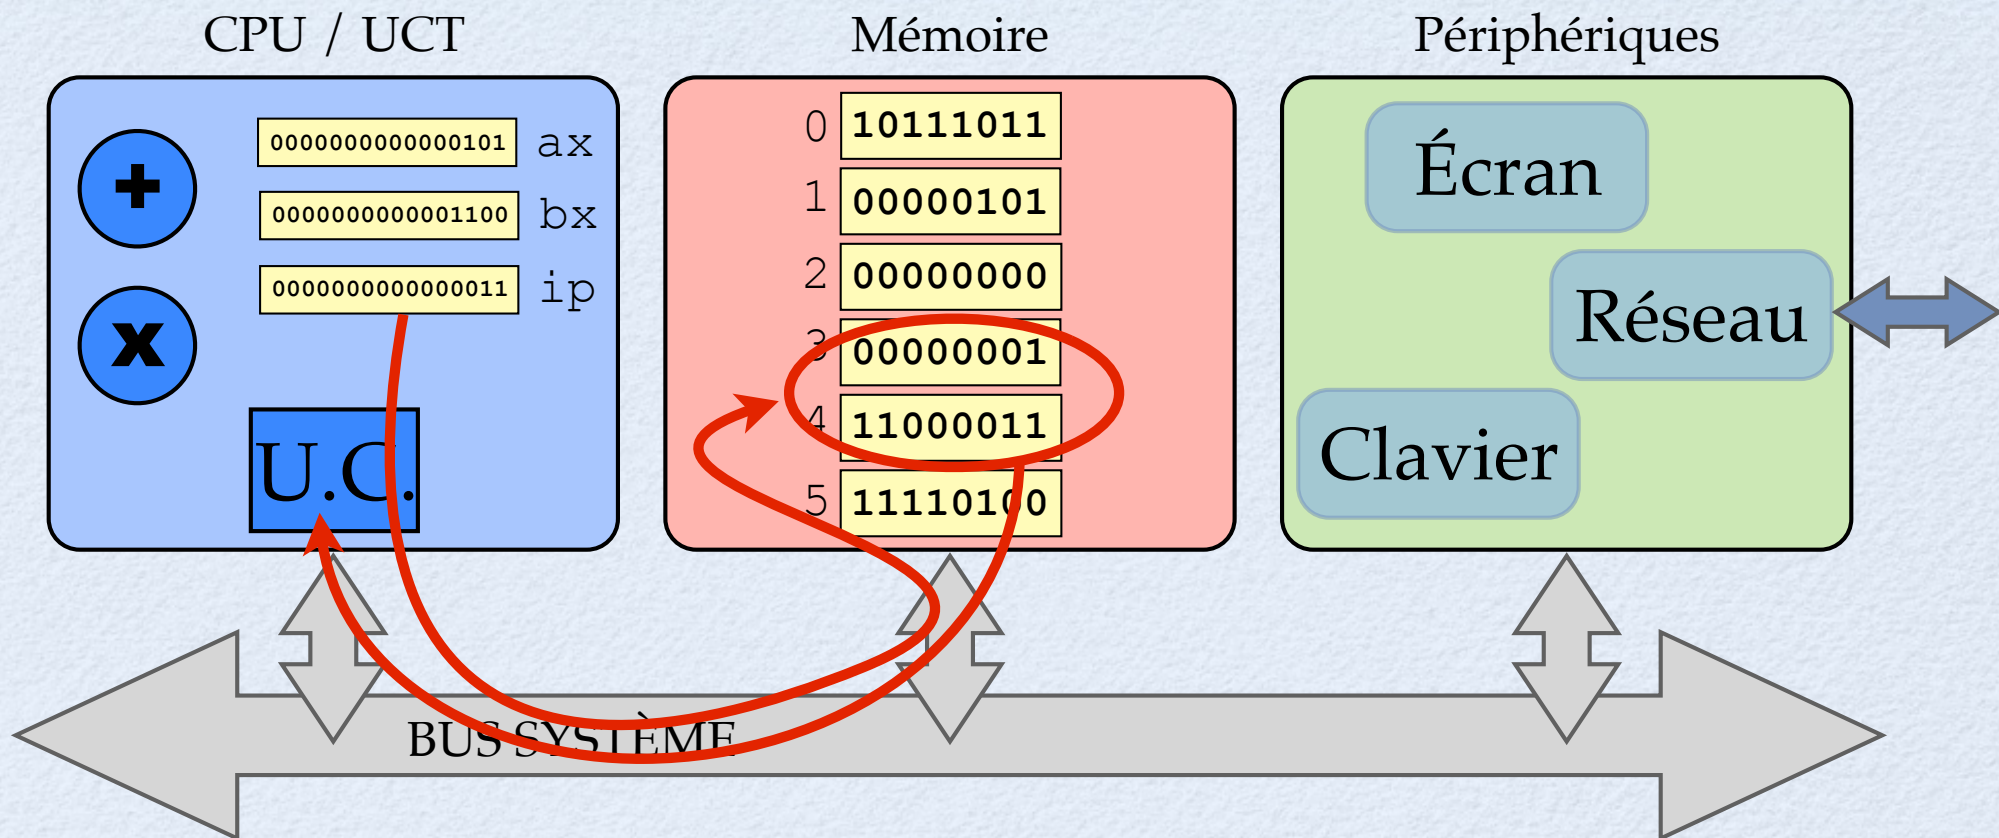 CPU / UCT
Mémoire
Périphériques
+
0000000000000101 ax
0000000000001100 bx
0000000000000011 ip
x
U.C.
0 10111011
1 00000101
2 00000000
3 00000001
4 11000011
5 11110100
Écran
Réseau
Clavier
BUS SYSTÈME